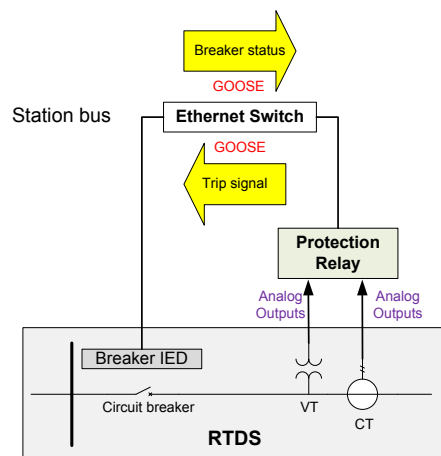 Breaker status
GOOSE
Station bus
Ethernet Switch
GOOSE
Trip signal
Protection
Relay
Analog
Outputs
Analog
Outputs
Breaker IED
Circuit breaker
VT
CT
RTDS